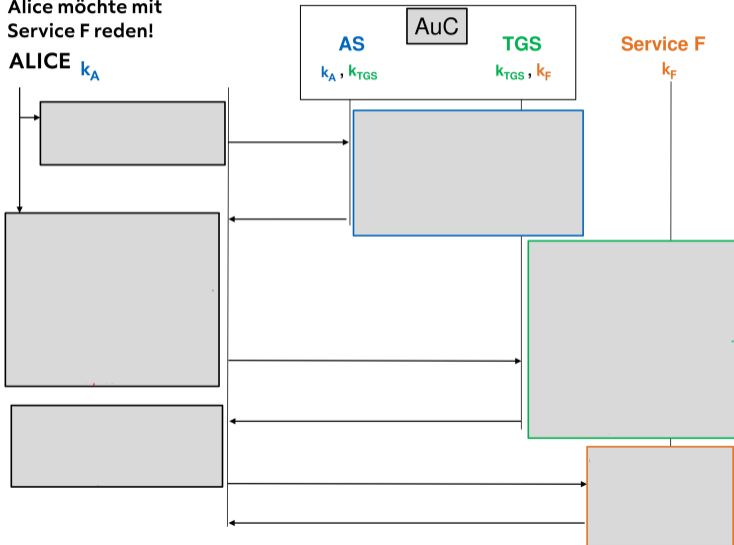 Alice möchte mit
Service F reden!
ALICE kA
AuC
AS
TGS
Service F
kA , kTGS
kTGS , kF
kF